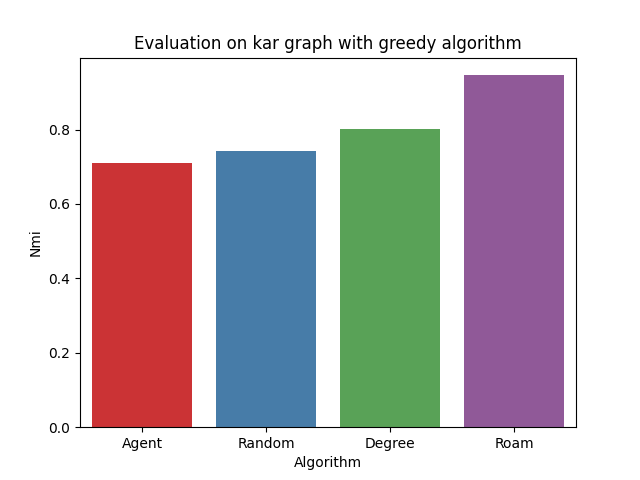 Evaluation on kar graph with greedy algorithm
Nmi
0.8
0.6
0.4
0.2
0.0
Agent Random Degree Roam
Algorithm